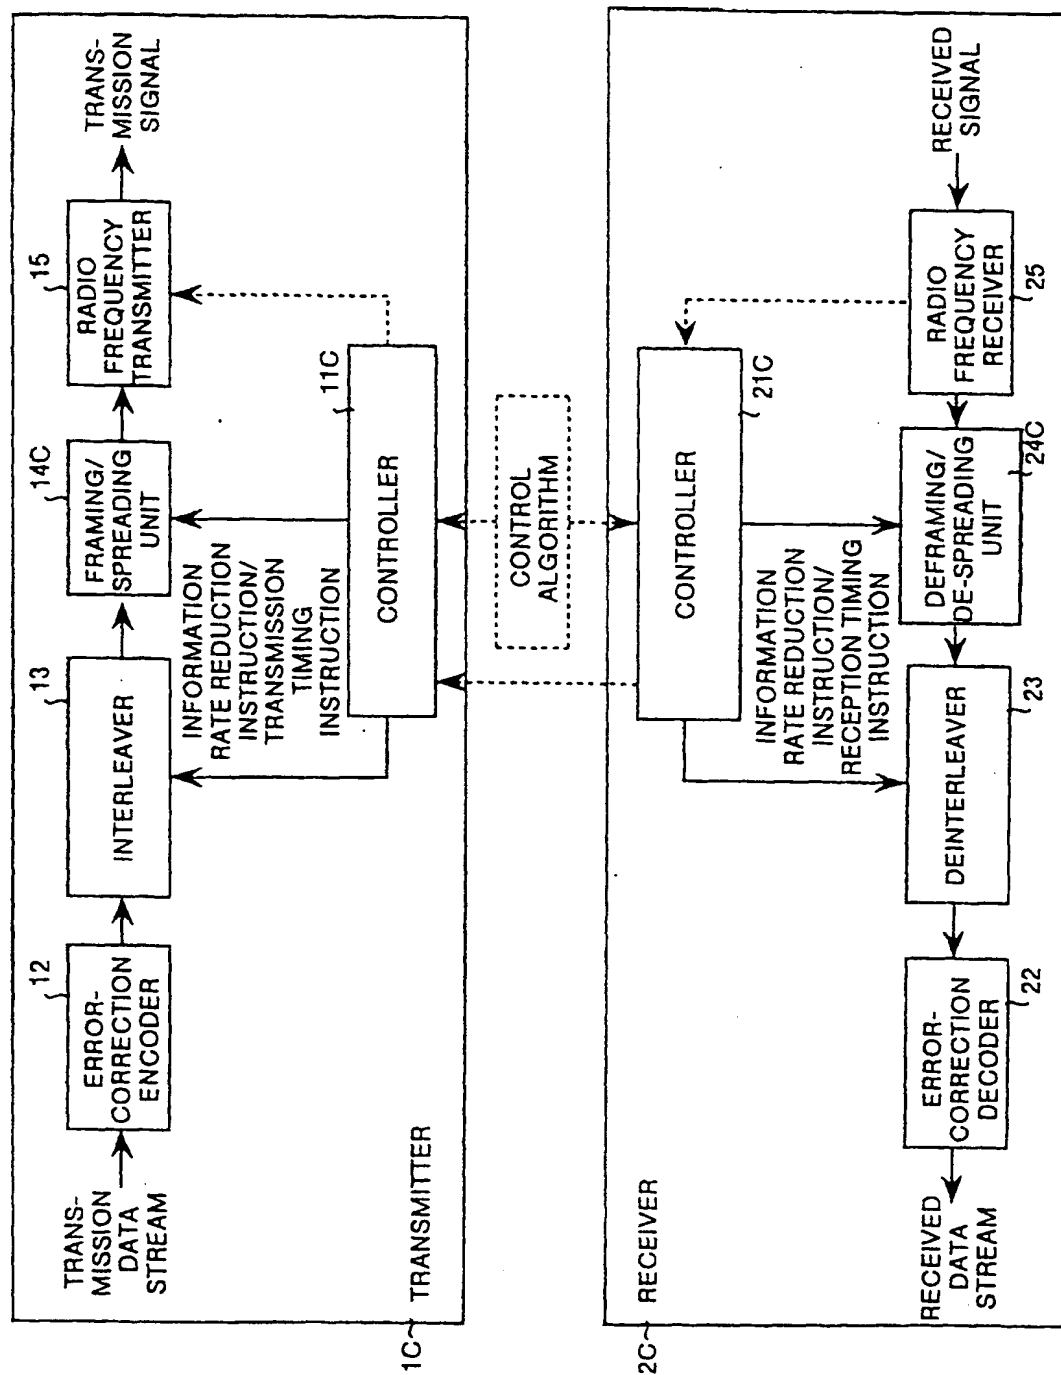 12
13
14C
15
TRANS-
MISSION
DATA
STREAM
ERROR-
CORRECTION
ENCODER
INTERLEAVER
FRAMING/
SPREADING
UNIT
RADIO
FREQUENCY
TRANSMITTER
TRANS-
MISSION
SIGNAL
INFORMATION
RATE REDUCTION
INSTRUCTION/
TRANSMISSION
TIMING
INSTRUCTION
11C
CONTROLLER
1C
TRANSMITTER
CONTROL
ALGORITHM
2C
RECEIVER
CONTROLLER
21C
INFORMATION
RATE REDUCTION
INSTRUCTION/
RECEPTION TIMING
INSTRUCTION
RECEIVED
DATA
STREAM
ERROR-
CORRECTION
DECODER
22
DEINTERLEAVER
23
DEFRAMING/
DE-SPREADING
UNIT
24C
RADIO
FREQUENCY
RECEIVER
25
RECEIVED
SIGNAL